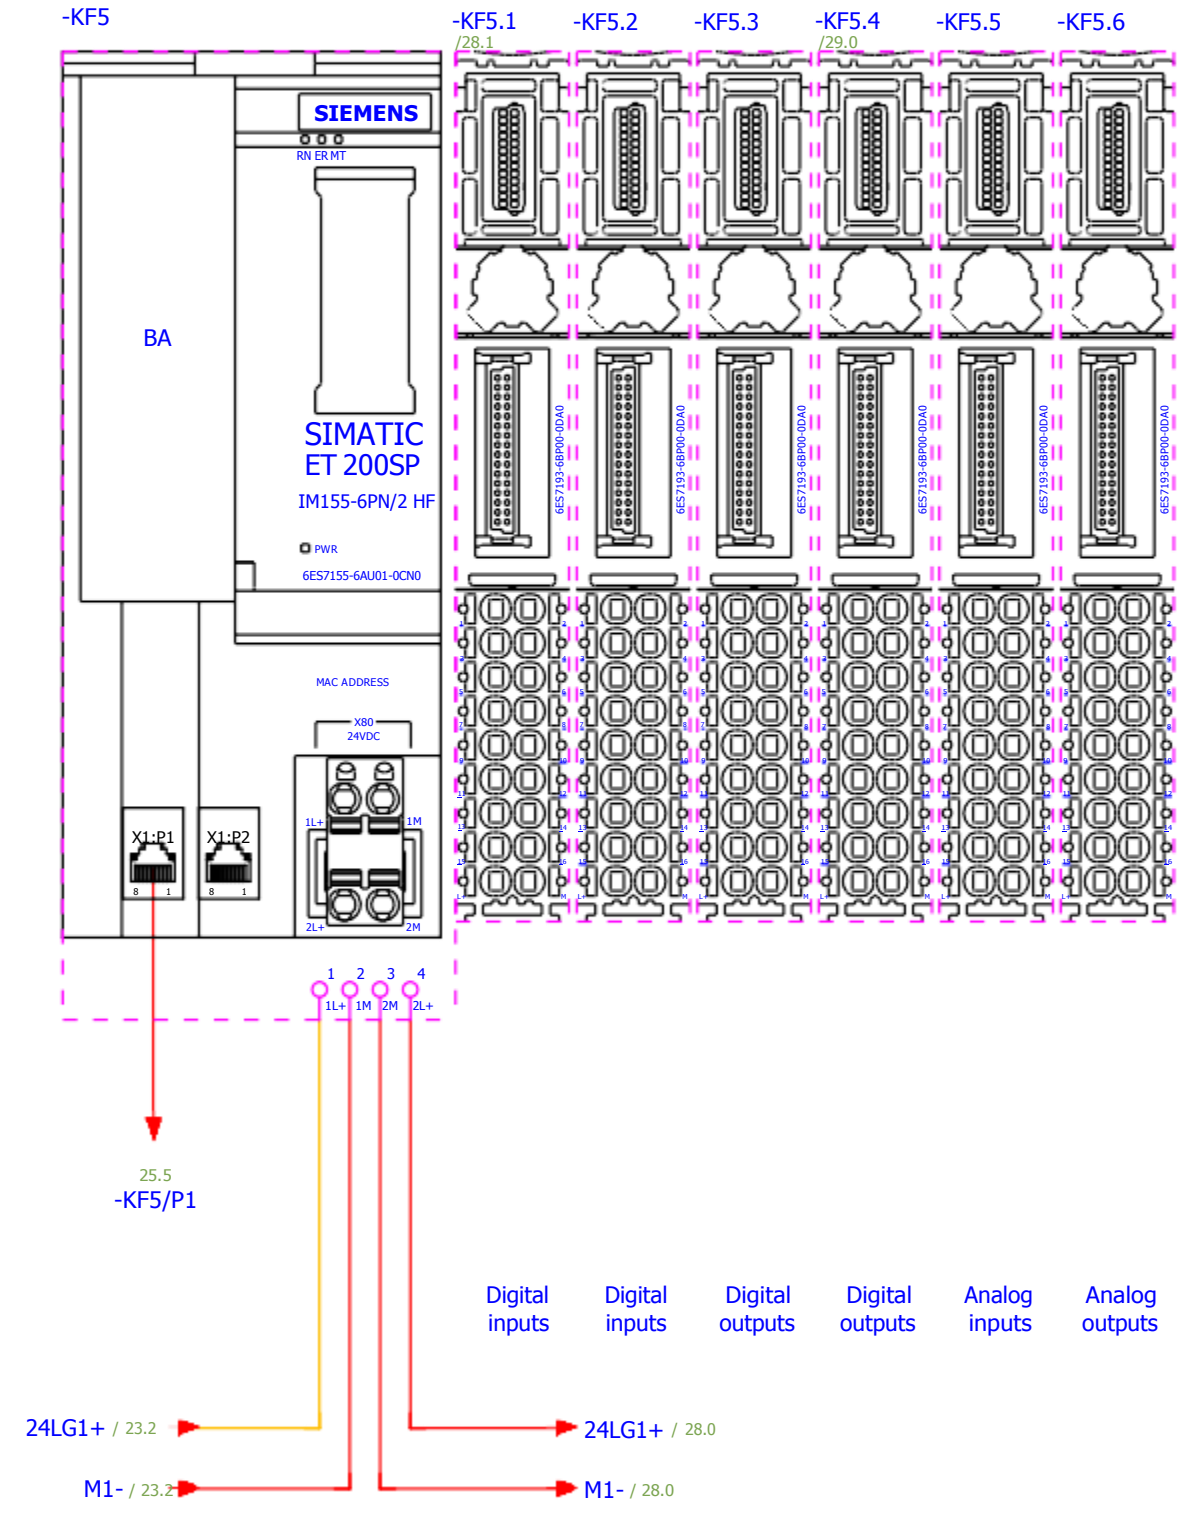 -KF5
-KF5.1
-KF5.2
-KF5.3
-KF5.4
-KF5.5
-KF5.6
/28.1
/29.0
SIEMENS
RN ER MT
BA
SIMATIC
ET 200SP
IM155-6PN/2 HF
PWR
6ES7155-6AU01-0CN0
6ES7193-6BP00-0DA0
6ES7193-6BP00-0DA0
6ES7193-6BP00-0DA0
6ES7193-6BP00-0DA0
6ES7193-6BP00-0DA0
6ES7193-6BP00-0DA0
MAC ADDRESS
X80
24VDC
X1:P1
X1:P2
8 1
8 1
1L+
1M
2L+
2M
1 2 3 4
1L+ 1M 2M 2L+
25.5
-KF5/P1
Digital
inputs
Digital
inputs
Digital
outputs
Digital
outputs
Analog
inputs
Analog
outputs
24LG1+ / 23.2
24LG1+ / 28.0
M1- / 23.2
M1- / 28.0